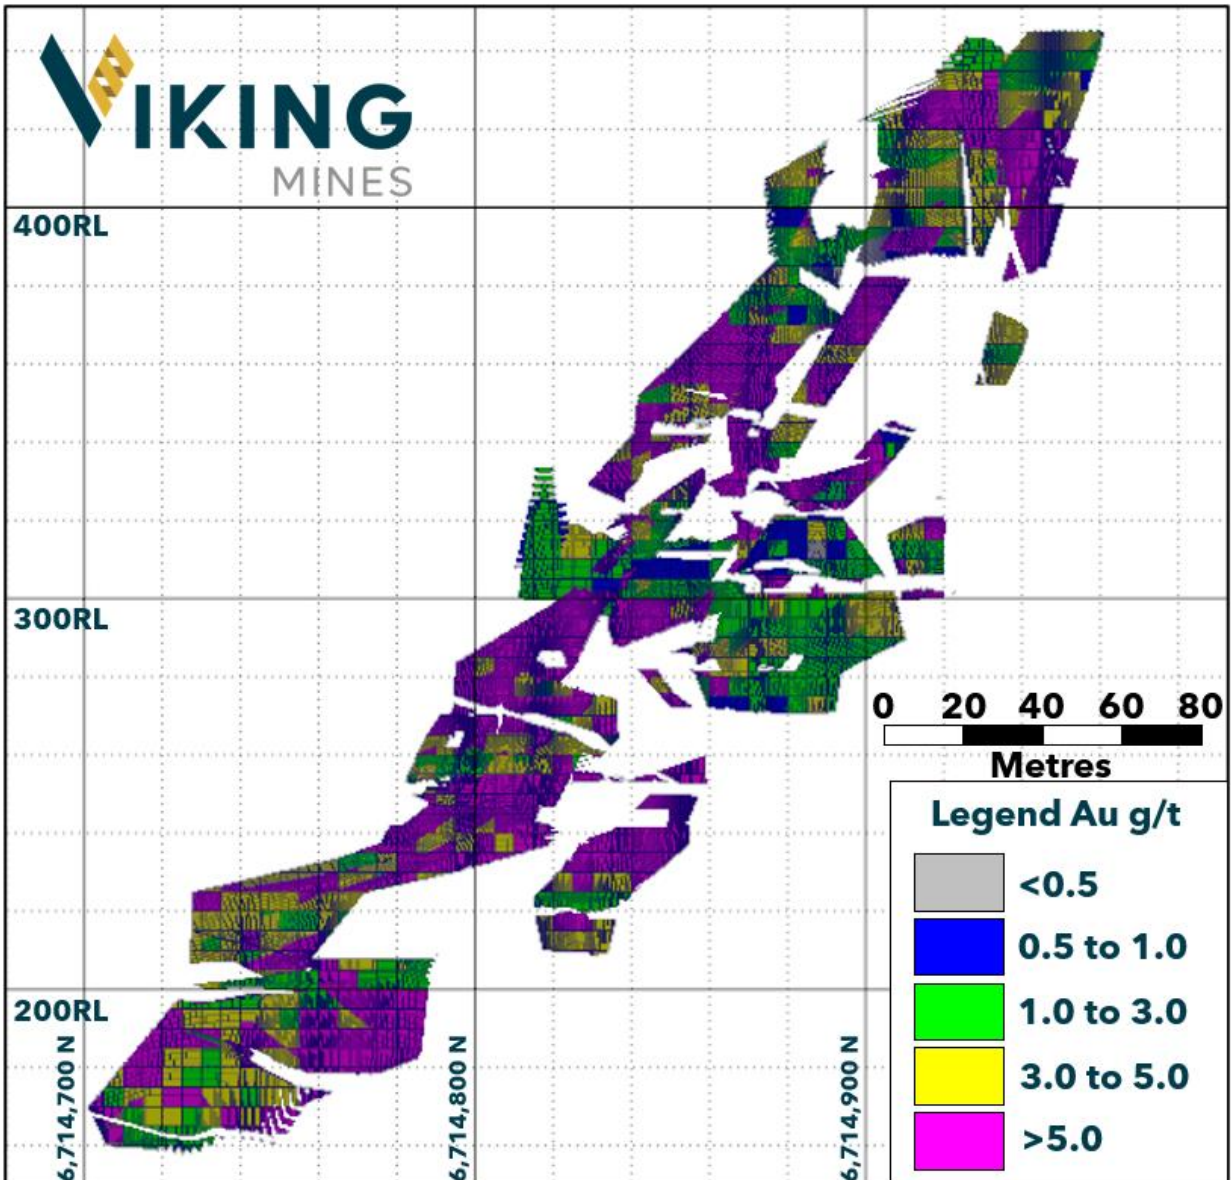 VIKING
MINES
400RL
300RL
0 20 40 60 80
Metres
Legend Au g/t
<0.5
0.5 to 1.0
1.0 to 3.0
3.0 to 5.0
>5.0
200RL
6,714,700 N
6,714,800 N
6,714,900 N